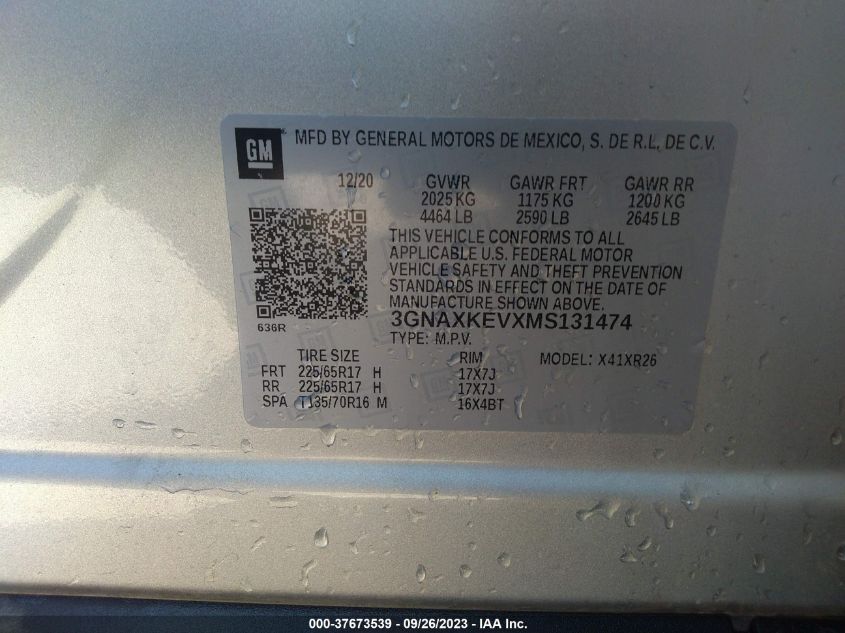 GM
MFD BY GENERAL MOTORS DE MEXICO, S. DE R.L. DE C.V.
12/20 GVWR GAWR FRT GAWR RR
2025 KG 1175 KG 1200 KG
4464 LB 2590 LB 2645 LB
THIS VEHICLE CONFORMS TO ALL
APPLICABLE U.S. FEDERAL MOTOR
VEHICLE SAFETY AND THEFT PREVENTION
STANDARDS IN EFFECT ON THE DATE OF
MANUFACTURE SHOWN ABOVE.
636R 3GNAXKEVXMS131474
TYPE: M.P.V.
TIRE SIZE RIM MODEL: X41XR26
FRT 225/65R17 H 17X7J
RR 225/65R17 H 17X7J
SPA T135/70R16 M 16X4BT
000-37673539 - 09/26/2023 - IAA Inc.